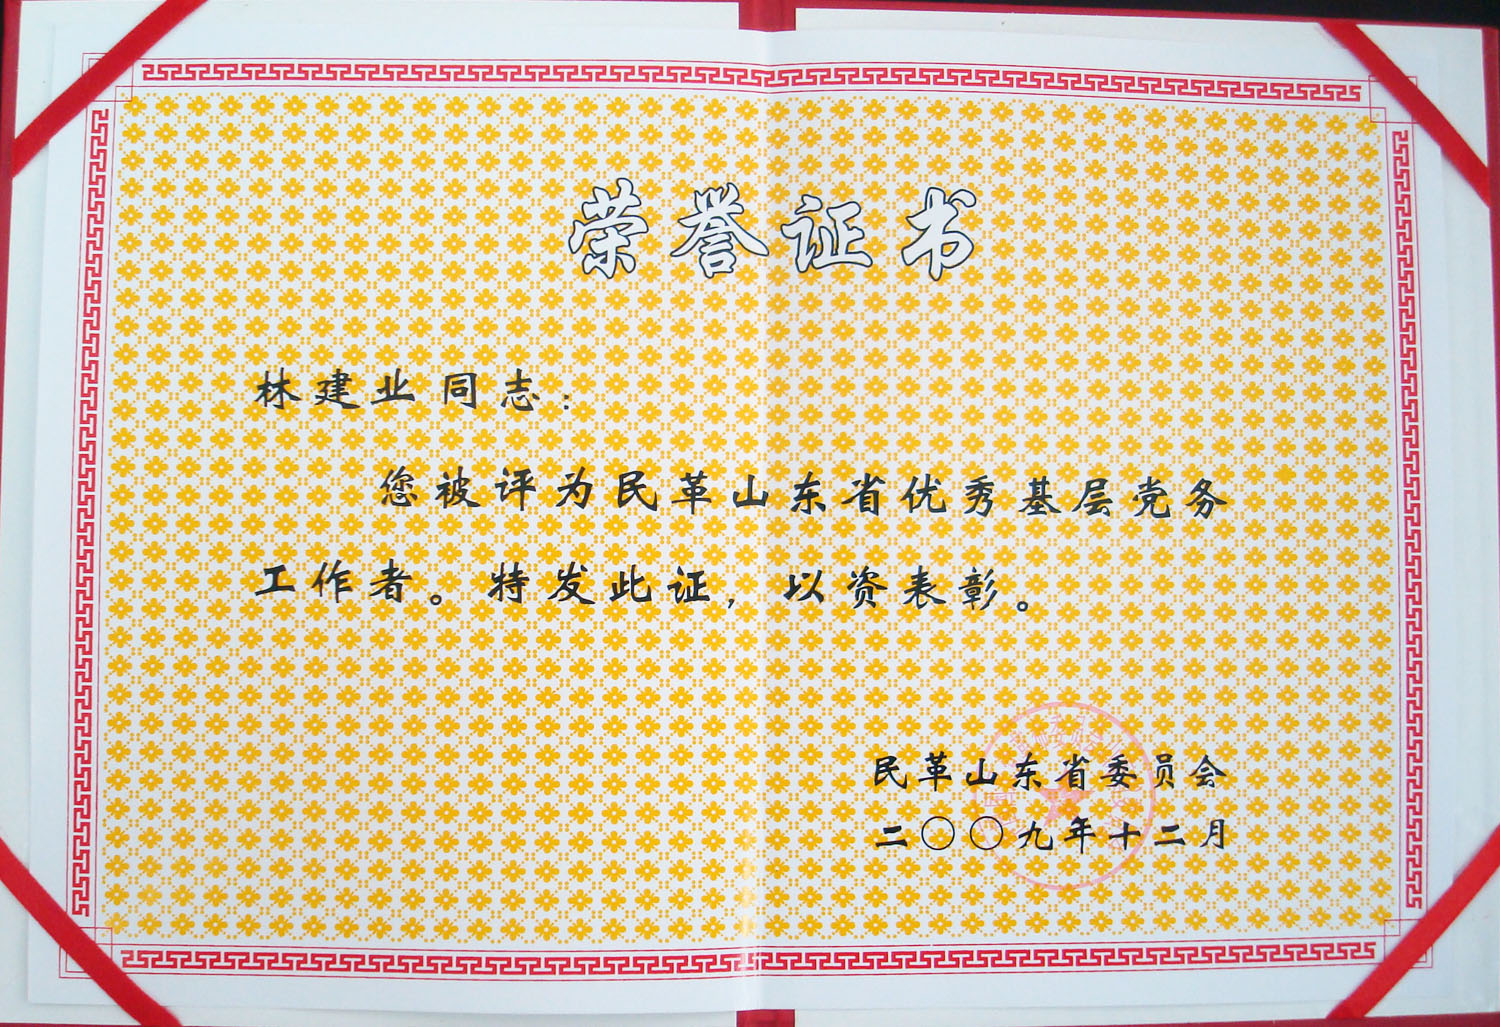 荣誉证书
林建业同志：
您被评为民革山东省优秀基层党务
工作者。特发此证，以资表彰。
民革山东省委员会
二〇〇九年十二月